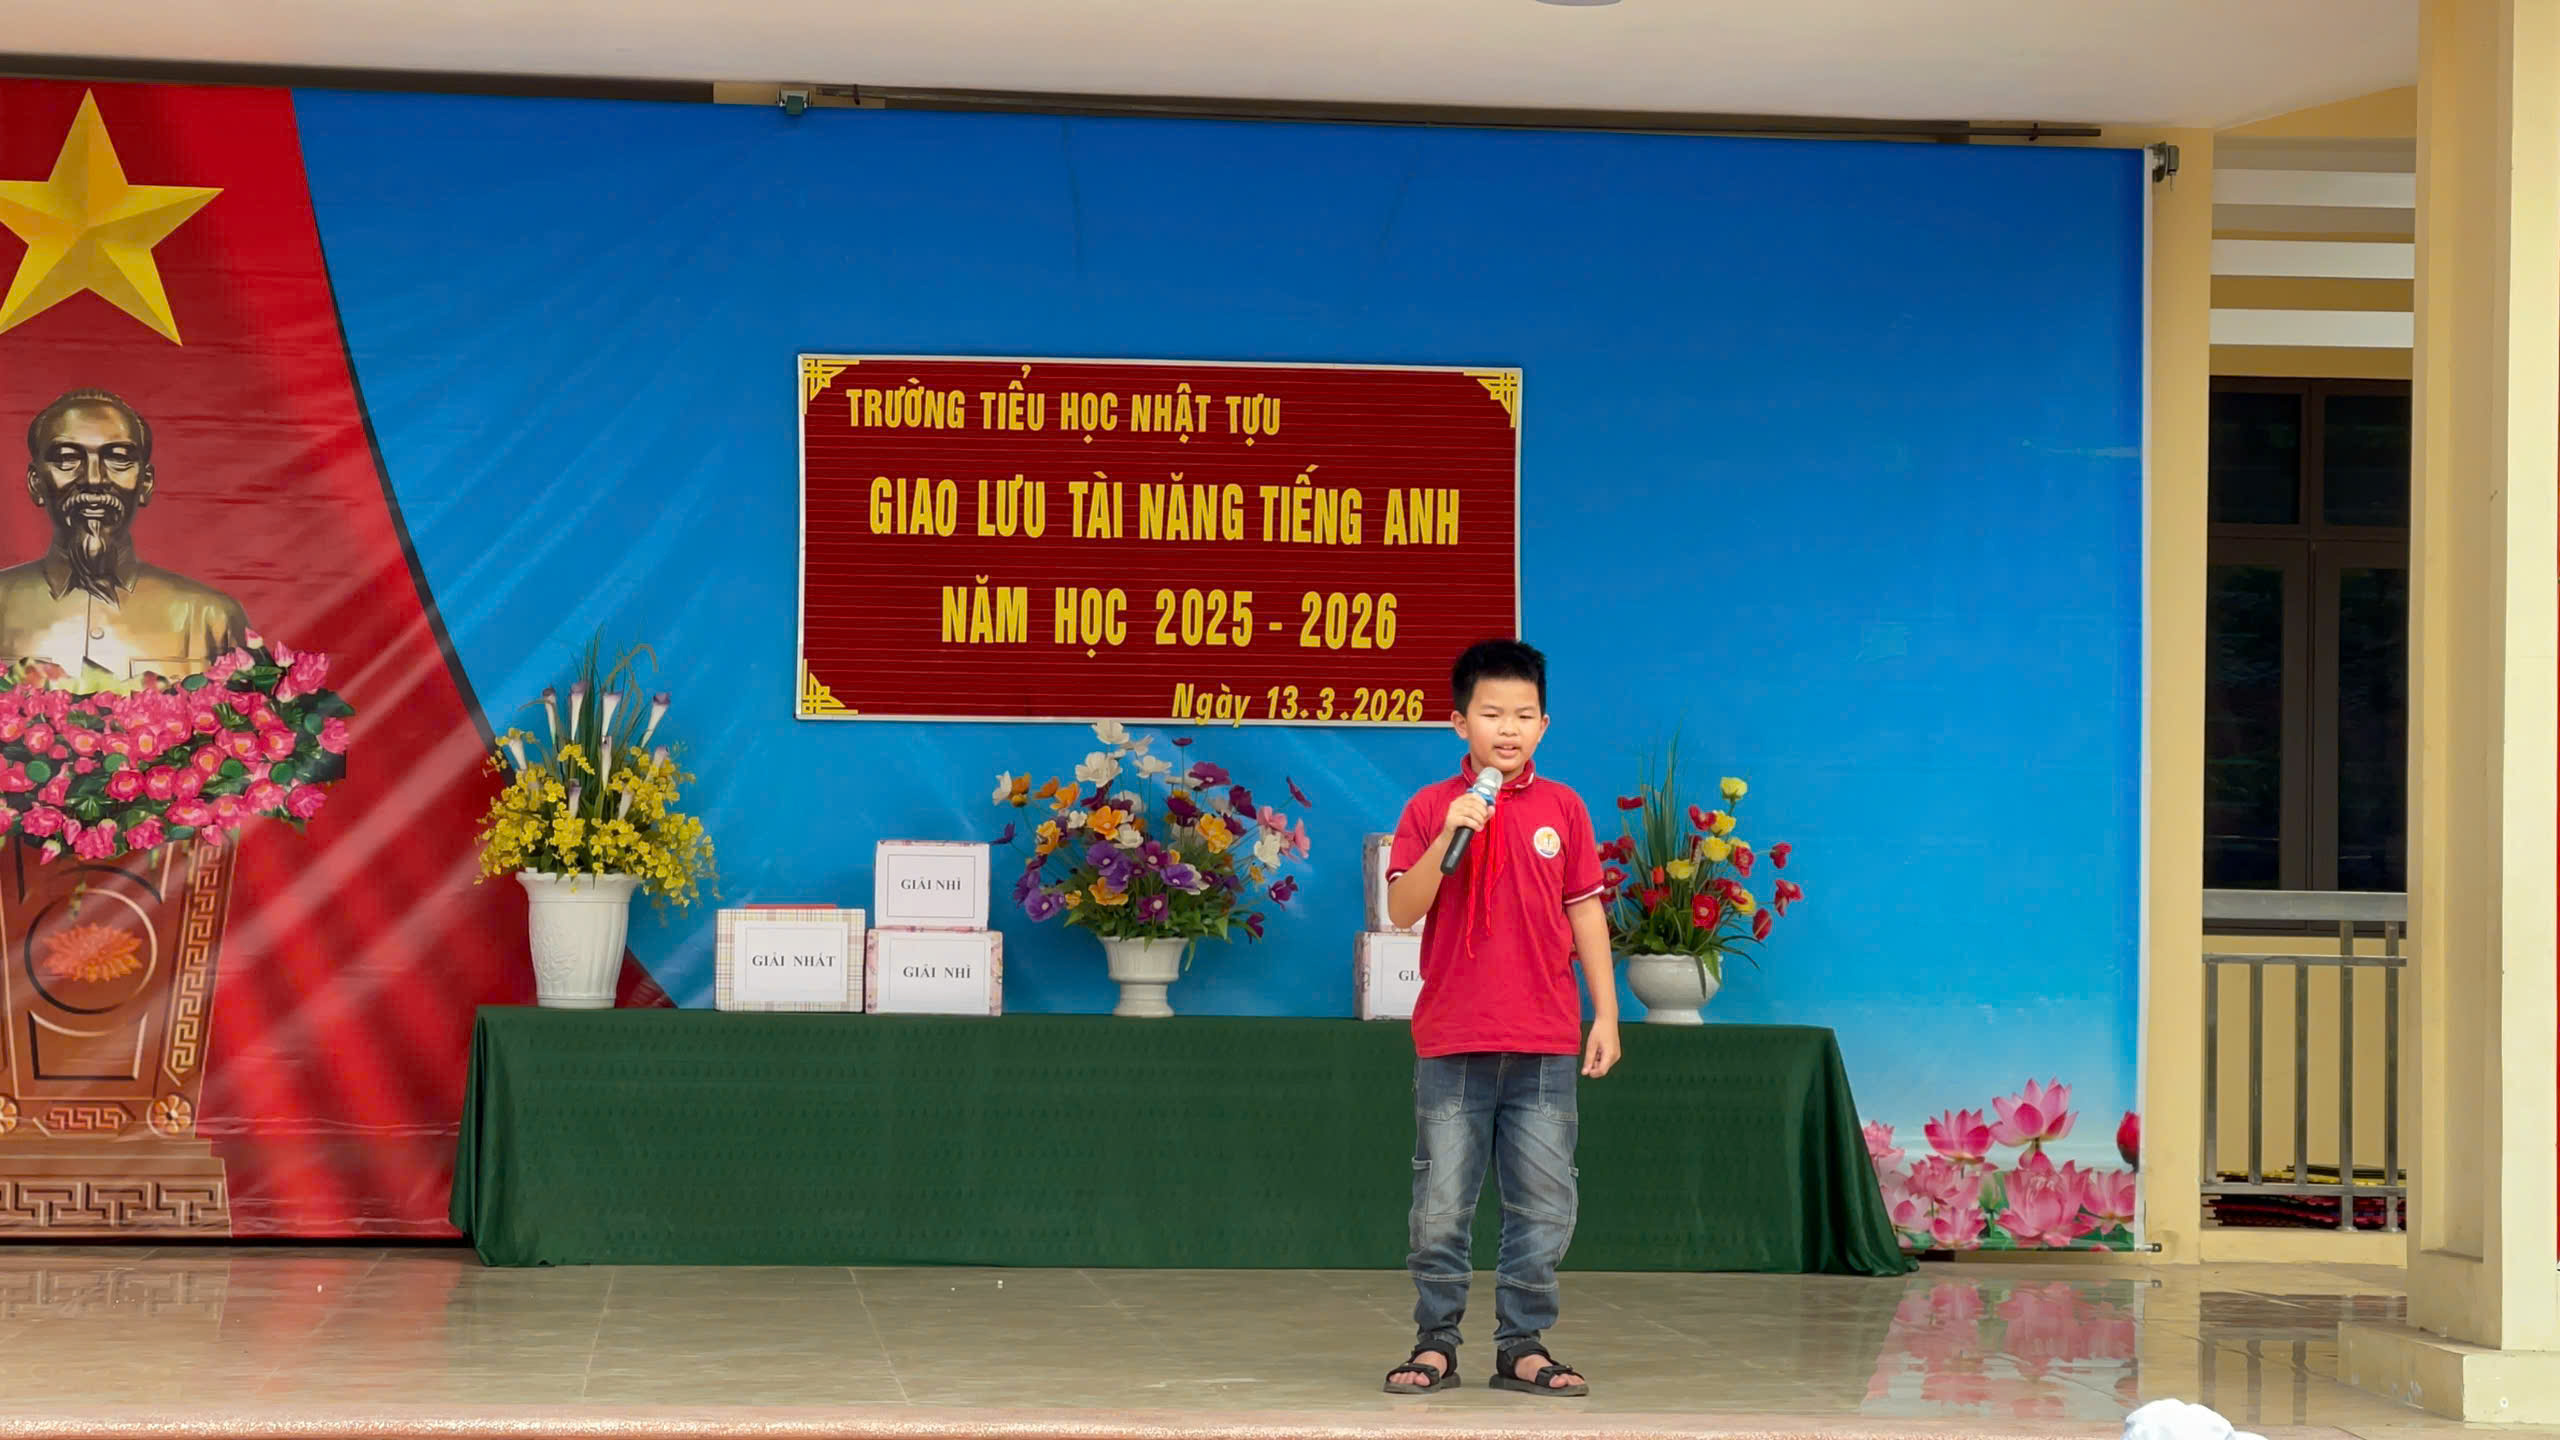 TRƯỜNG TIỂU HỌC NHẬT TỰU
GIAO LƯU TÀI NĂNG TIẾNG ANH
NĂM HỌC 2025 - 2026
Ngày 13.3.2026
GIẢI NHÌ
GIẢI NHẤT
GIẢI NHÌ